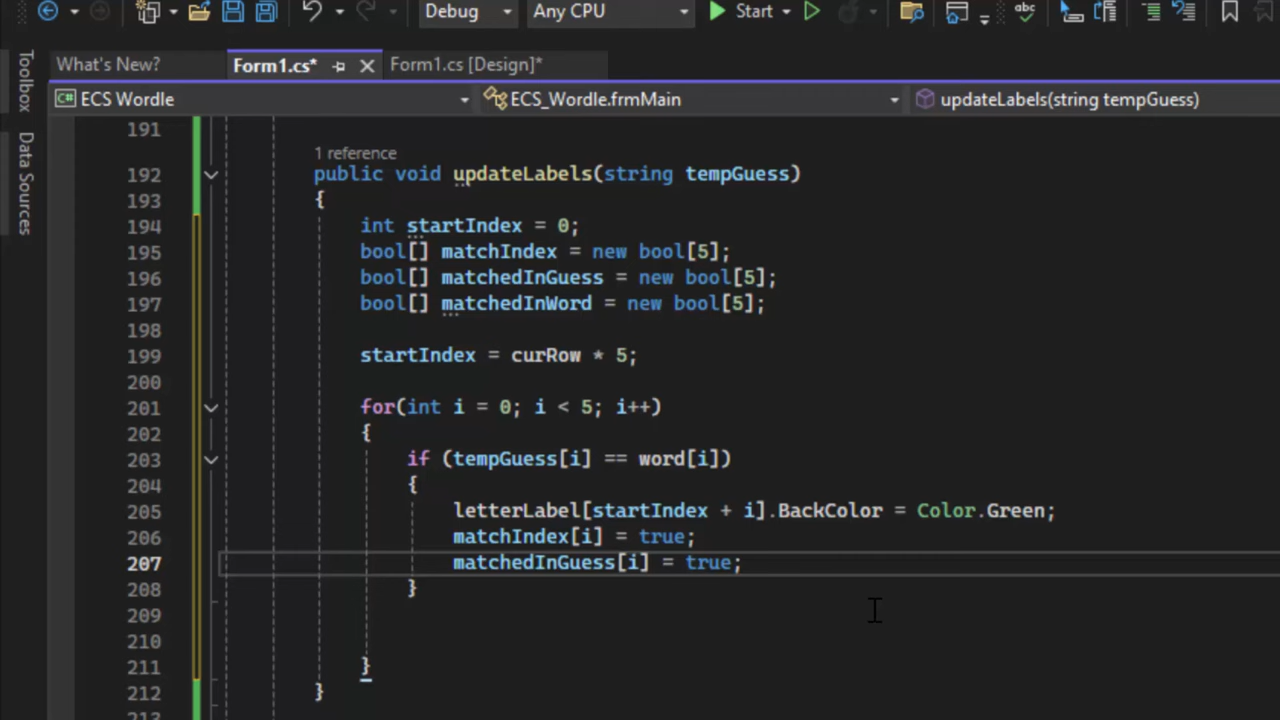 Debug Any CPU Start
What's New? Form1.cs* Form1.cs [Design]*
Toolbox
Data Sources
C# ECS Wordle ECS_Wordle.frmMain updateLabels(string tempGuess)
191
1 reference
192 public void updateLabels(string tempGuess)
193 {
194 int startIndex = 0;
195 bool[] matchIndex = new bool[5];
196 bool[] matchedInGuess = new bool[5];
197 bool[] matchedInWord = new bool[5];
198
199 startIndex = curRow * 5;
200
201 for(int i = 0; i < 5; i++)
202 {
203 if (tempGuess[i] == word[i])
204 {
205 letterLabel[startIndex + i].BackColor = Color.Green;
206 matchIndex[i] = true;
207 matchedInGuess[i] = true;
208 }
209
210
211 }
212 }